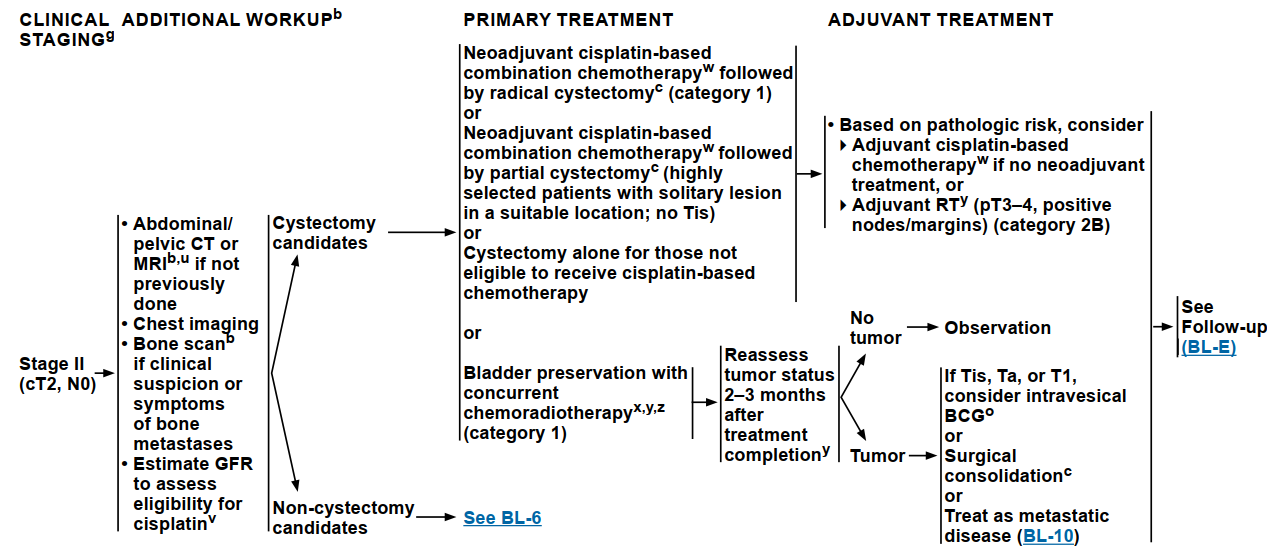 CLINICAL STAGINGg
ADDITIONAL WORKUPb
PRIMARY TREATMENT
ADJUVANT TREATMENT
Stage II
(cT2, N0)
• Abdominal/
pelvic CT or
MRIb,u if not
previously
done
• Chest imaging
• Bone scanb
if clinical
suspicion or
symptoms
of bone
metastases
• Estimate GFR
to assess
eligibility for
cisplatinv
Cystectomy
candidates
Non-cystectomy
candidates
Neoadjuvant cisplatin-based
combination chemotherapyw followed
by radical cystectomyc (category 1)
or
Neoadjuvant cisplatin-based
combination chemotherapyw followed
by partial cystectomyc (highly
selected patients with solitary lesion
in a suitable location; no Tis)
or
Cystectomy alone for those not
eligible to receive cisplatin-based
chemotherapy
or
Bladder preservation with
concurrent
chemoradiotherapyx,y,z
(category 1)
See BL-6
Reassess
tumor status
2–3 months
after
treatment
completiony
No
tumor
Tumor
• Based on pathologic risk, consider
Adjuvant cisplatin-based
chemotherapyw if no neoadjuvant
treatment, or
Adjuvant RTy (pT3–4, positive
nodes/margins) (category 2B)
Observation
If Tis, Ta, or T1,
consider intravesical
BCGo
or
Surgical
consolidationc
or
Treat as metastatic
disease (BL-10)
See
Follow-up
(BL-E)